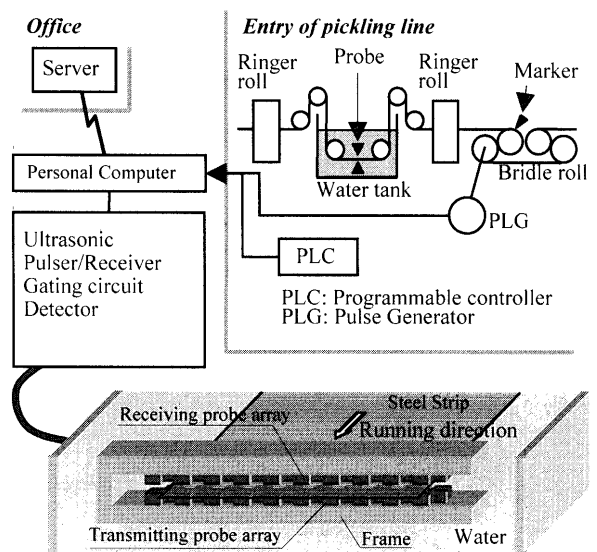 Office
Server
Personal Computer
Ultrasonic
Pulser/Receiver
Gating circuit
Detector
Entry of pickling line
Ringer
roll
Probe
Ringer
roll
Marker
Water tank
Bridle roll
PLG
PLC
PLC: Programmable controller
PLG: Pulse Generator
Steel Strip
Receiving probe array
Running direction
Transmitting probe array
Frame
Water